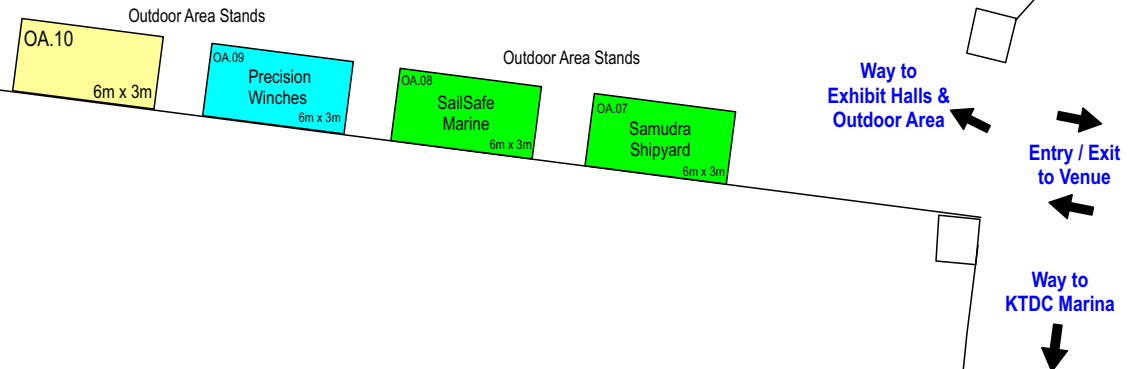 Outdoor Area Stands
OA.10
6m x 3m
OA.09
Precision
Winches
6m x 3m
Outdoor Area Stands
OA.08
SailSafe
Marine
6m x 3m
OA.07
Samudra
Shipyard
6m x 3m
Way to
Exhibit Halls &
Outdoor Area
Entry / Exit
to Venue
Way to
KTDC Marina